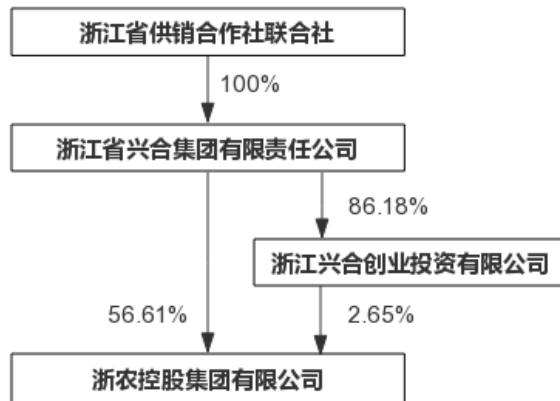 浙江省供销合作社联合社
100%
浙江省兴合集团有限责任公司
86.18%
浙江兴合创业投资有限公司
56.61%
2.65%
浙农控股集团有限公司